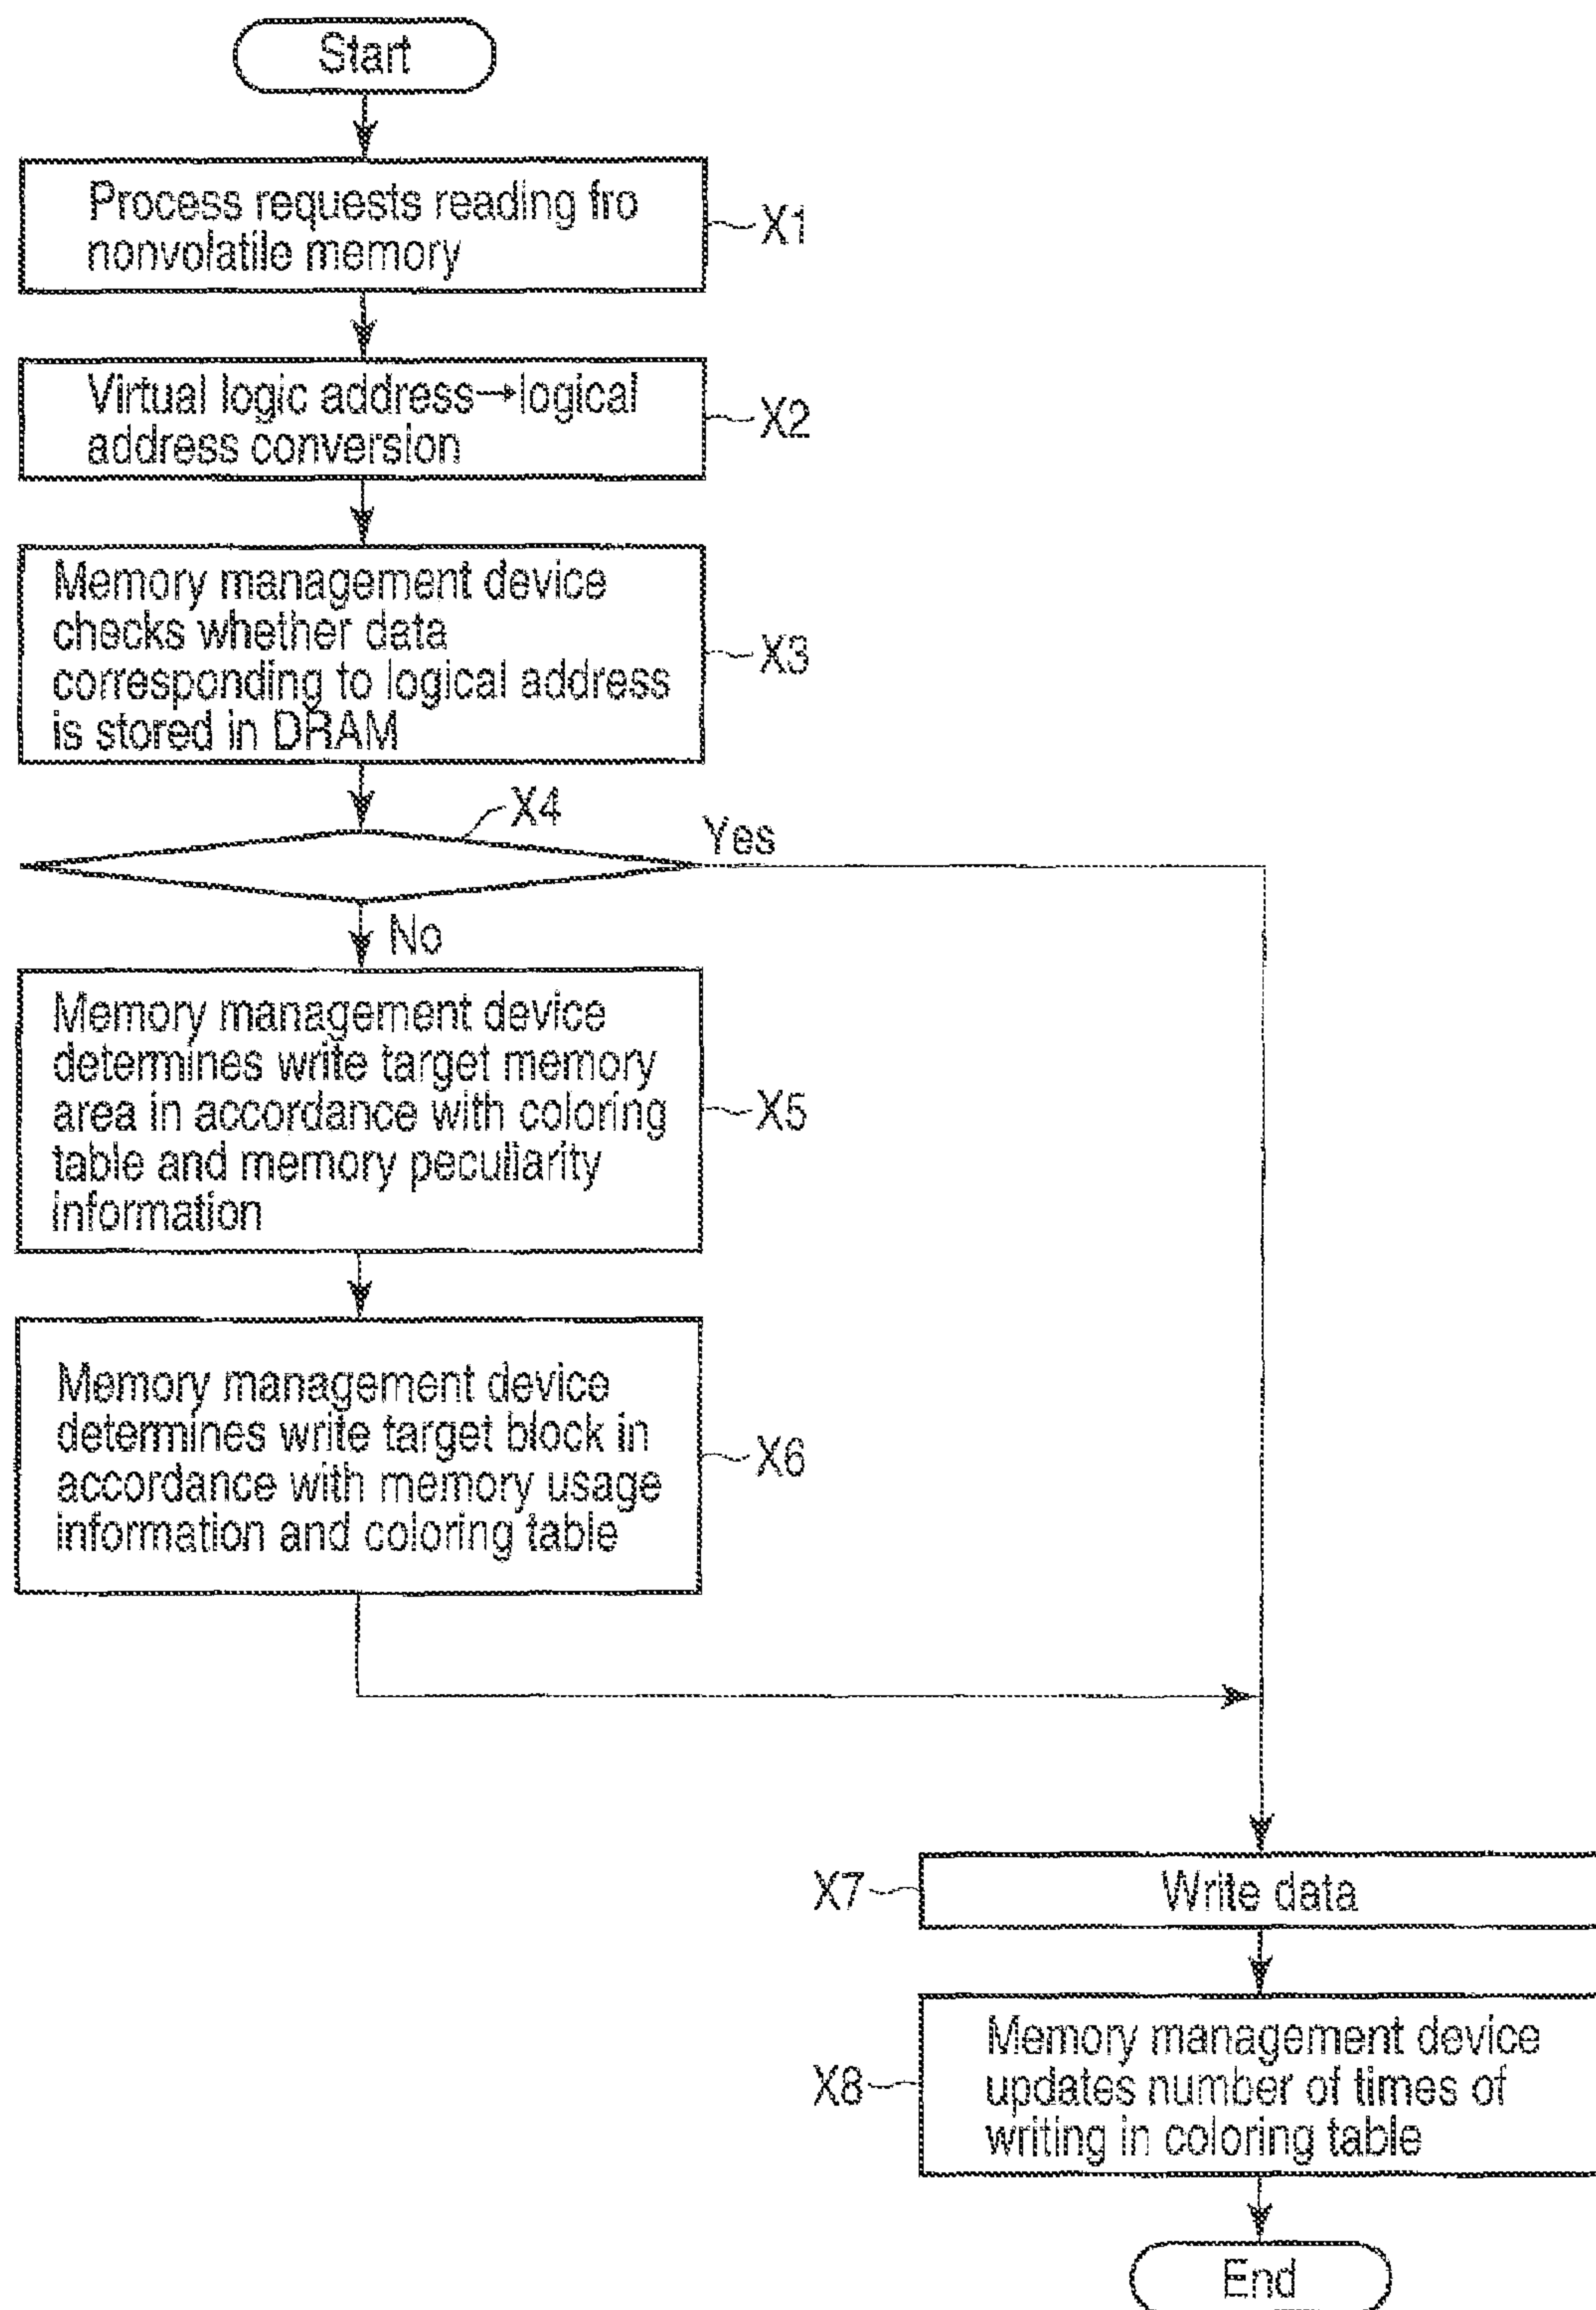 Start
Process requests reading fro
nonvolatile memory
X1
Virtual logic address→logical
address conversion
X2
Memory management device
checks whether data
corresponding to logical address
is stored in DRAM
X3
X4
Yes
No
Memory management device
determines write target memory
area in accordance with coloring
table and memory peculiarity
information
X5
Memory management device
determines write target block in
accordance with memory usage
information and coloring table
X6
X7
Write data
Memory management device
updates number of times of
writing in coloring table
X8
End